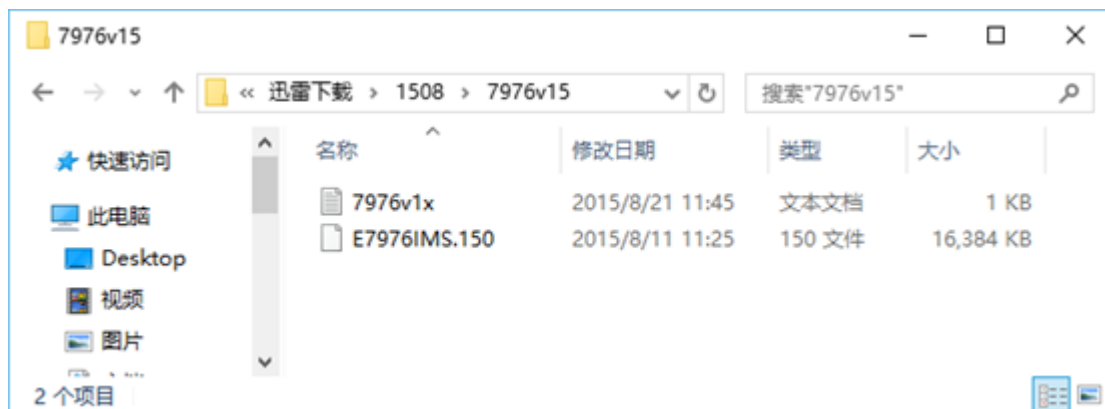 7976v15
« 迅雷下载 › 1508 › 7976v15
搜索"7976v15"
快速访问
此电脑
Desktop
视频
图片
名称 修改日期 类型 大小
7976v1x 2015/8/21 11:45 文本文档 1 KB
E7976IMS.150 2015/8/11 11:25 150 文件 16,384 KB
2 个项目